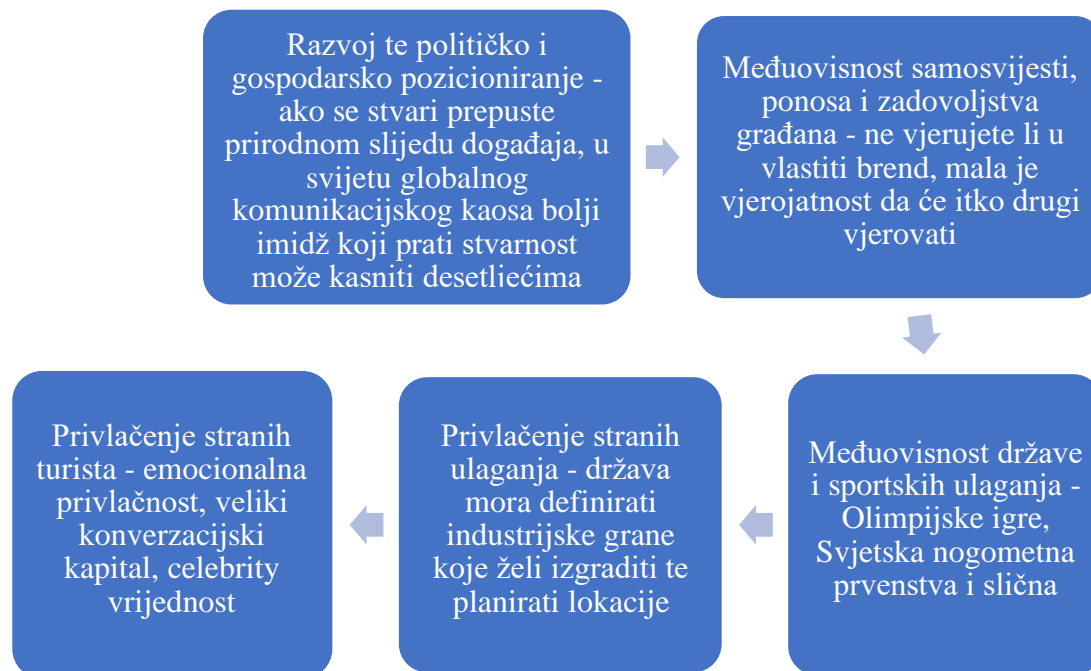 Razvoj te političko i
gospodarsko pozicioniranje -
ako se stvari prepuste
prirodnom slijedu događaja, u
svijetu globalnog
komunikacijskog kaosa bolji
imidž koji prati stvarnost
može kasniti desetljećima
Međuovisnost samosvijesti,
ponosa i zadovoljstva
građana - ne vjerujete li u
vlastiti brend, mala je
vjerojatnost da će itko drugi
vjerovati
Međuovisnost države
i sportskih ulaganja -
Olimpijske igre,
Svjetska nogometna
prvenstva i slična
Privlačenje stranih
ulaganja - država
mora definirati
industrijske grane
koje želi izgraditi te
planirati lokacije
Privlačenje stranih
turista - emocionalna
privlačnost, veliki
konverzacijski
kapital, celebrity
vrijednost